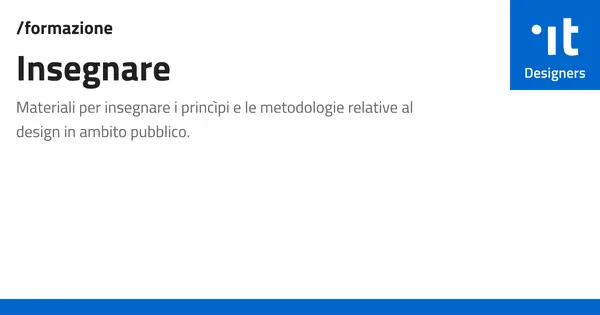 /formazione
Insegnare
Materiali per insegnare i princìpi e le metodologie relative al
design in ambito pubblico.
it
Designers